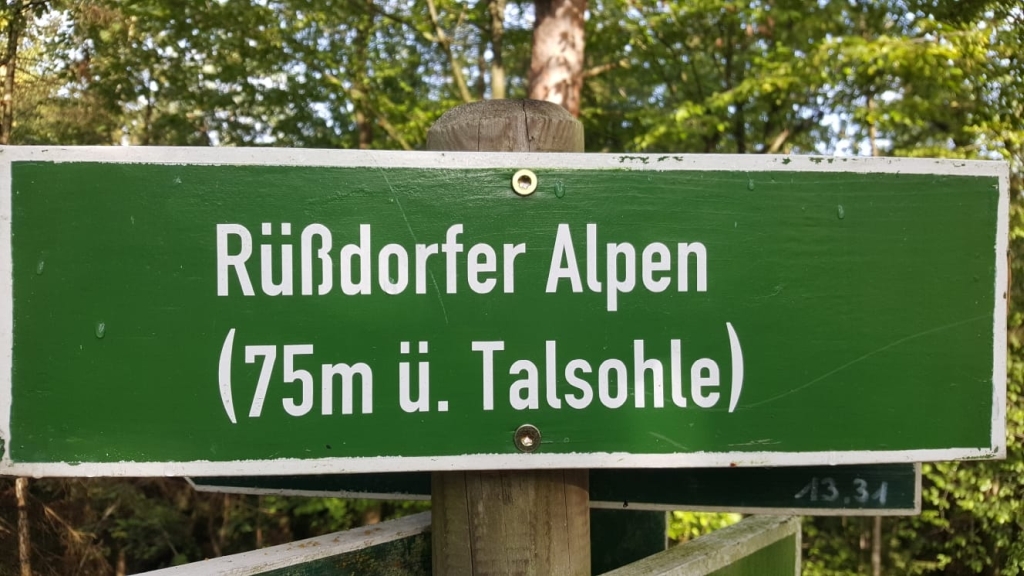 Rüßdorfer Alpen
(75m ü. Talsohle)
13.31